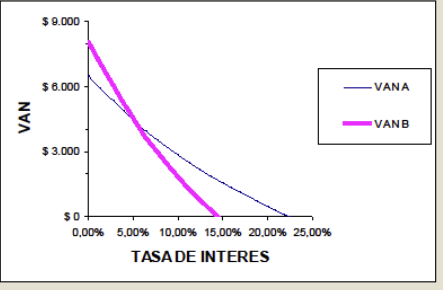 $ 9.000
$ 6.000
$ 3.000
$ 0
VAN
0,00% 5,00% 10,00% 15,00% 20,00% 25,00%
TASA DE INTERES
VAN A
VAN B